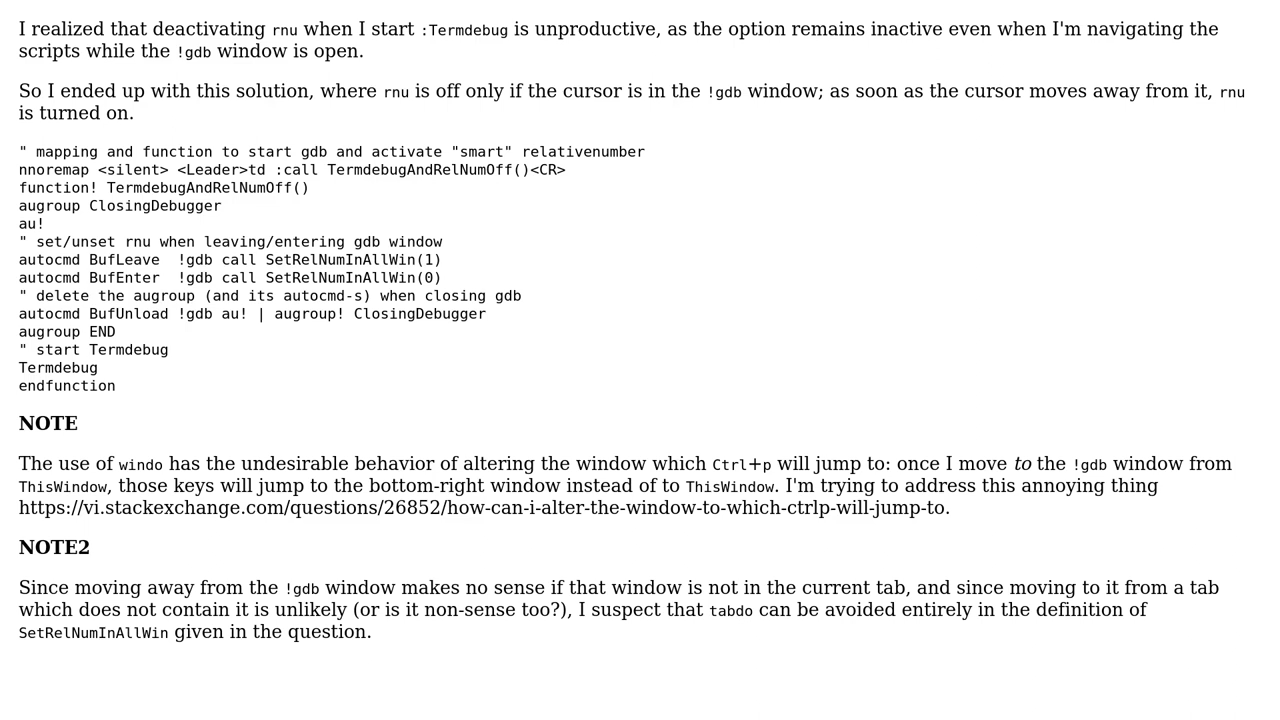 I realized that deactivating rnu when I start :Termdebug is unproductive, as the option remains inactive even when I'm navigating the
scripts while the !gdb window is open.
So I ended up with this solution, where rnu is off only if the cursor is in the !gdb window; as soon as the cursor moves away from it, rnu
is turned on.
" mapping and function to start gdb and activate "smart" relativenumber
nnoremap <silent> <Leader>td :call TermdebugAndRelNumOff()<CR>
function! TermdebugAndRelNumOff()
augroup ClosingDebugger
au!
" set/unset rnu when leaving/entering gdb window
autocmd BufLeave  !gdb call SetRelNumInAllWin(1)
autocmd BufEnter  !gdb call SetRelNumInAllWin(0)
" delete the augroup (and its autocmd-s) when closing gdb
autocmd BufUnload !gdb au! | augroup! ClosingDebugger
augroup END
" start Termdebug
Termdebug
endfunction
NOTE
The use of windo has the undesirable behavior of altering the window which Ctrl+p will jump to: once I move to the !gdb window from
ThisWindow, those keys will jump to the bottom-right window instead of to ThisWindow. I'm trying to address this annoying thing
https://vi.stackexchange.com/questions/26852/how-can-i-alter-the-window-to-which-ctrlp-will-jump-to.
NOTE2
Since moving away from the !gdb window makes no sense if that window is not in the current tab, and since moving to it from a tab
which does not contain it is unlikely (or is it non-sense too?), I suspect that tabdo can be avoided entirely in the definition of
SetRelNumInAllWin given in the question.